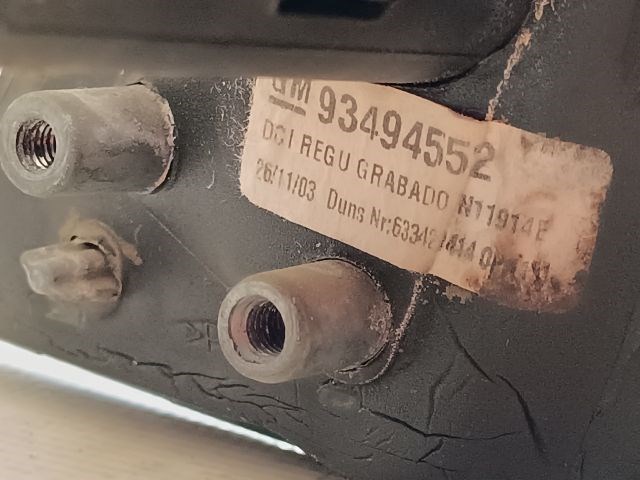 GM 93494552
DCI REGU GRABADO N11914E
26/11/03 Duns Nr: